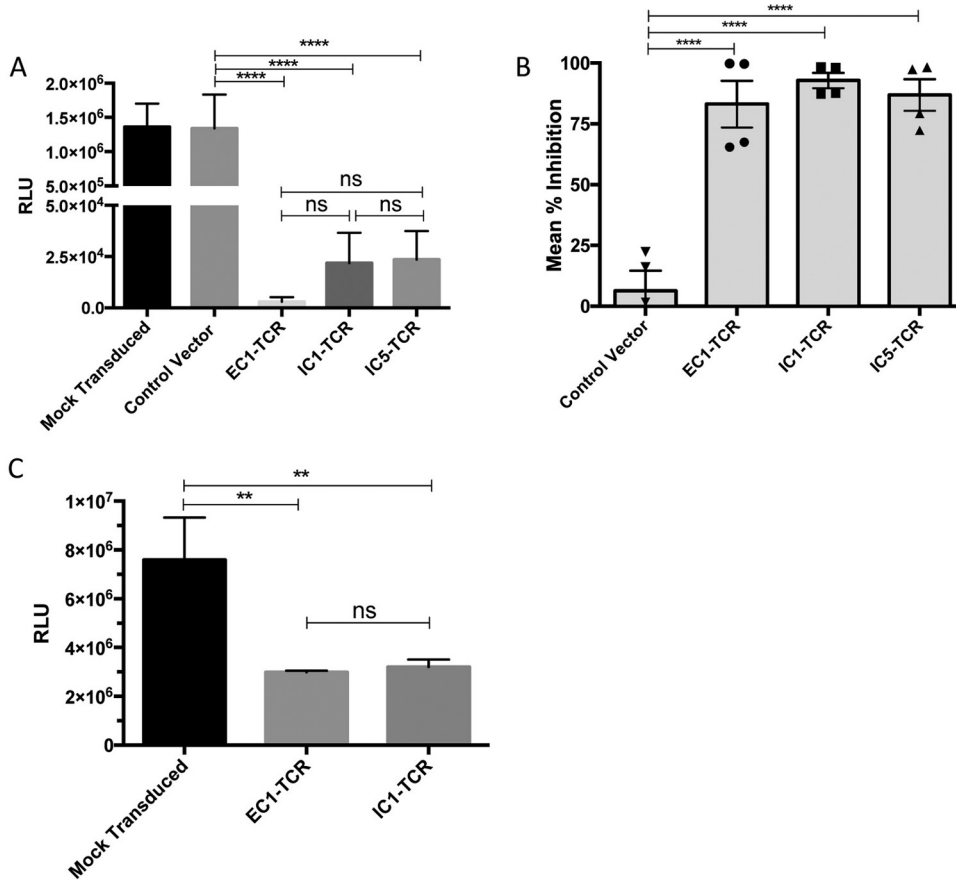 A
****
****
****
2.0×10⁶
1.5×10⁶
1.0×10⁶
5.0×10⁵
5.0×10⁴
2.5×10⁴
0.0
RLU
ns
ns
ns
Mock Transduced
Control Vector
EC1-TCR
IC1-TCR
IC5-TCR
B
****
****
****
100
75
50
25
0
Mean % Inhibition
Control Vector
EC1-TCR
IC1-TCR
IC5-TCR
C
**
**
1×10⁷
8×10⁶
6×10⁶
4×10⁶
2×10⁶
0
RLU
ns
Mock Transduced
EC1-TCR
IC1-TCR